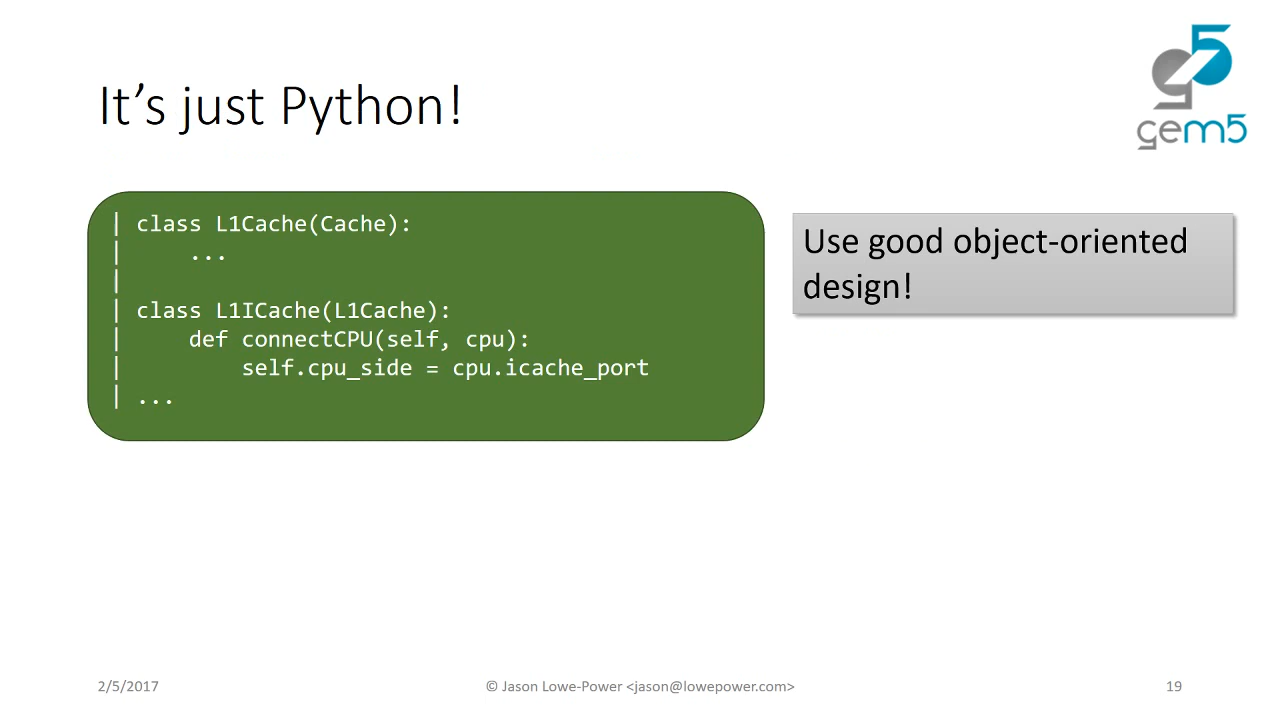 It's just Python!
gem5
| class L1Cache(Cache):
|     ...
|
| class L1ICache(L1Cache):
|     def connectCPU(self, cpu):
|         self.cpu_side = cpu.icache_port
| ...
Use good object-oriented
design!
2/5/2017
© Jason Lowe-Power <jason@lowepower.com>
19